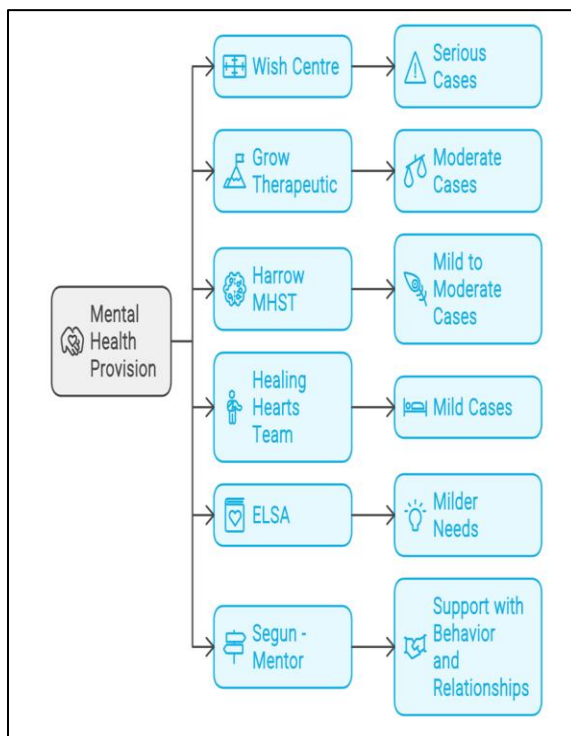 Mental
Health
Provision
Wish Centre
Serious
Cases
Grow
Therapeutic
Moderate
Cases
Harrow
MHST
Mild to
Moderate
Cases
Healing
Hearts
Team
Mild Cases
ELSA
Milder
Needs
Segun -
Mentor
Support with
Behavior
and
Relationships